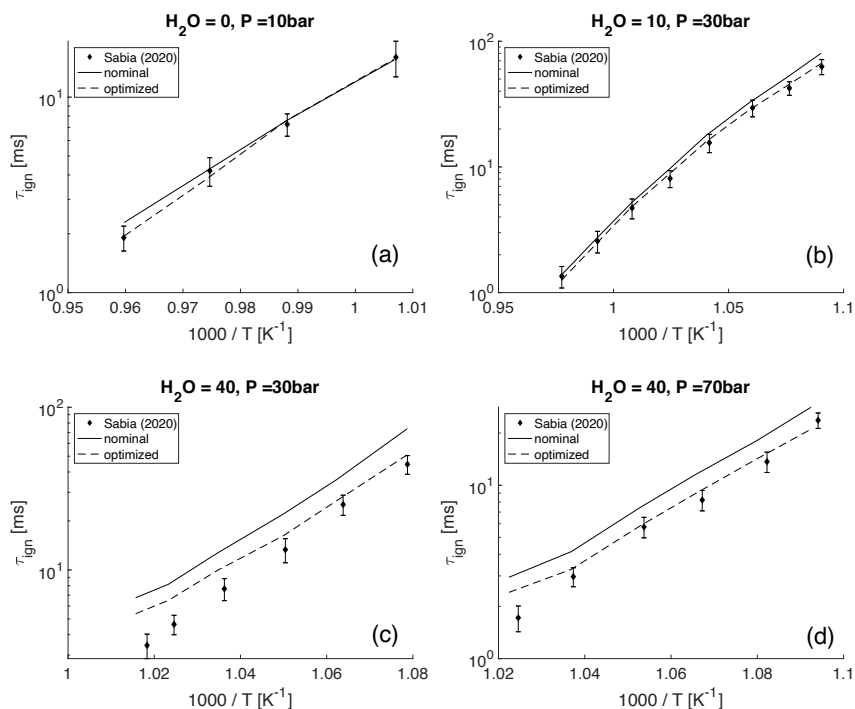 H2O = 0, P =10bar
Sabia (2020)
nominal
optimized
10^1
10^0
τign [ms]
(a)
0.95 0.96 0.97 0.98 0.99 1 1.01
1000 / T [K^-1]
H2O = 10, P =30bar
Sabia (2020)
nominal
optimized
10^2
10^1
10^0
τign [ms]
(b)
0.95 1 1.05 1.1
1000 / T [K^-1]
H2O = 40, P =30bar
Sabia (2020)
nominal
optimized
10^2
10^1
τign [ms]
(c)
1 1.02 1.04 1.06 1.08
1000 / T [K^-1]
H2O = 40, P =70bar
Sabia (2020)
nominal
optimized
10^1
10^0
τign [ms]
(d)
1.02 1.04 1.06 1.08 1.1
1000 / T [K^-1]